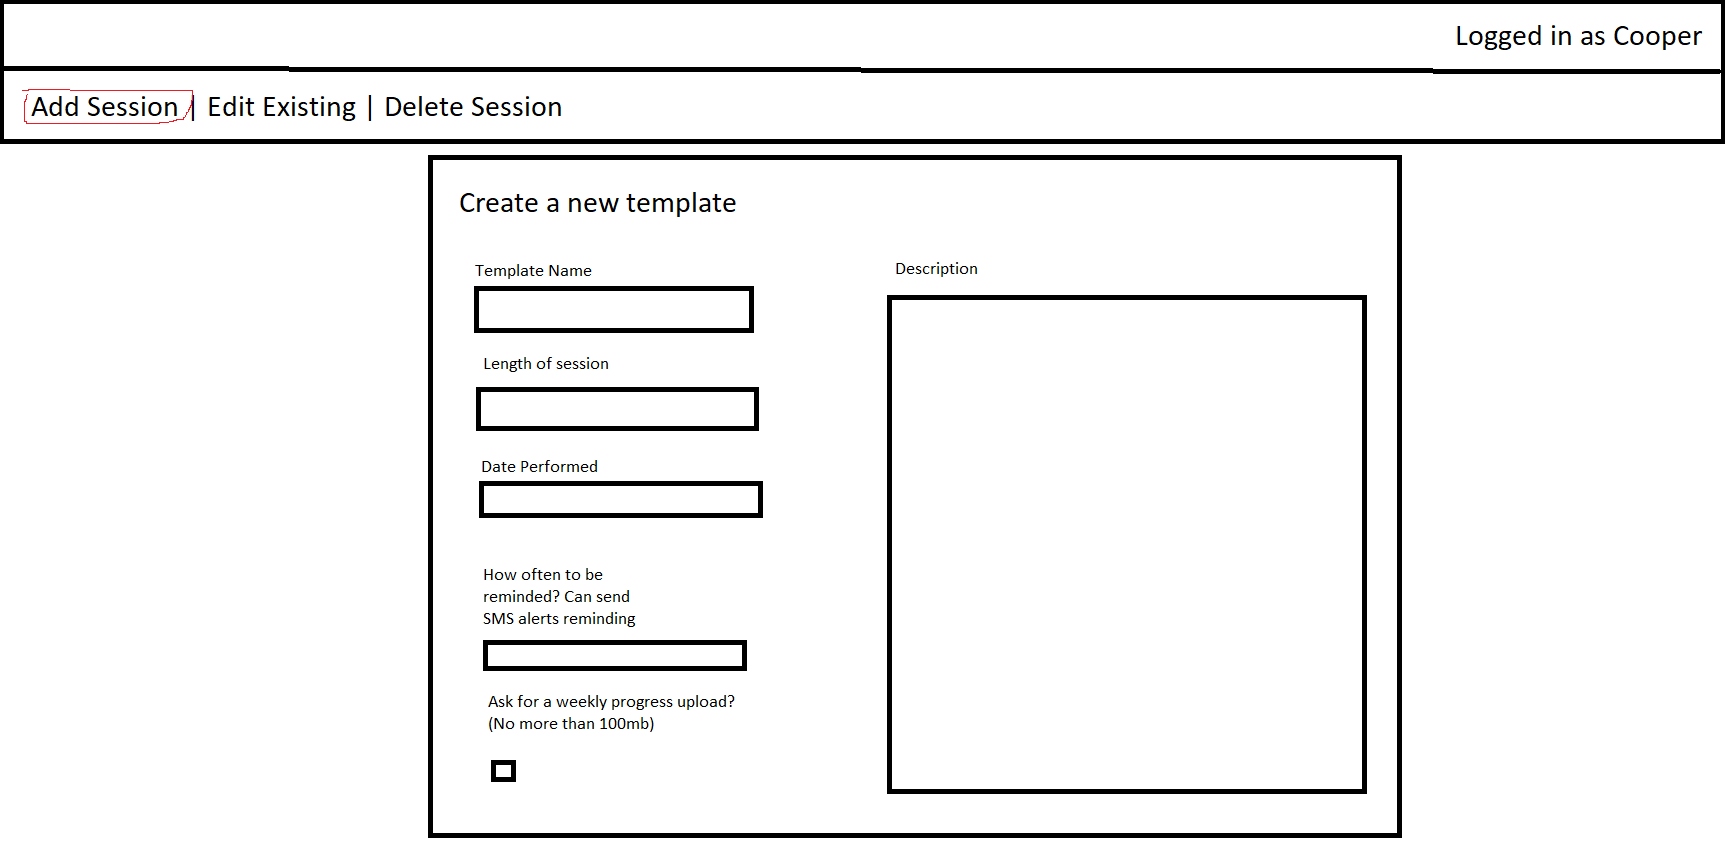 Logged in as Cooper
Add Session | Edit Existing | Delete Session
Create a new template
Template Name
Length of session
Date Performed
How often to be
reminded? Can send
SMS alerts reminding
Ask for a weekly progress upload?
(No more than 100mb)
Description